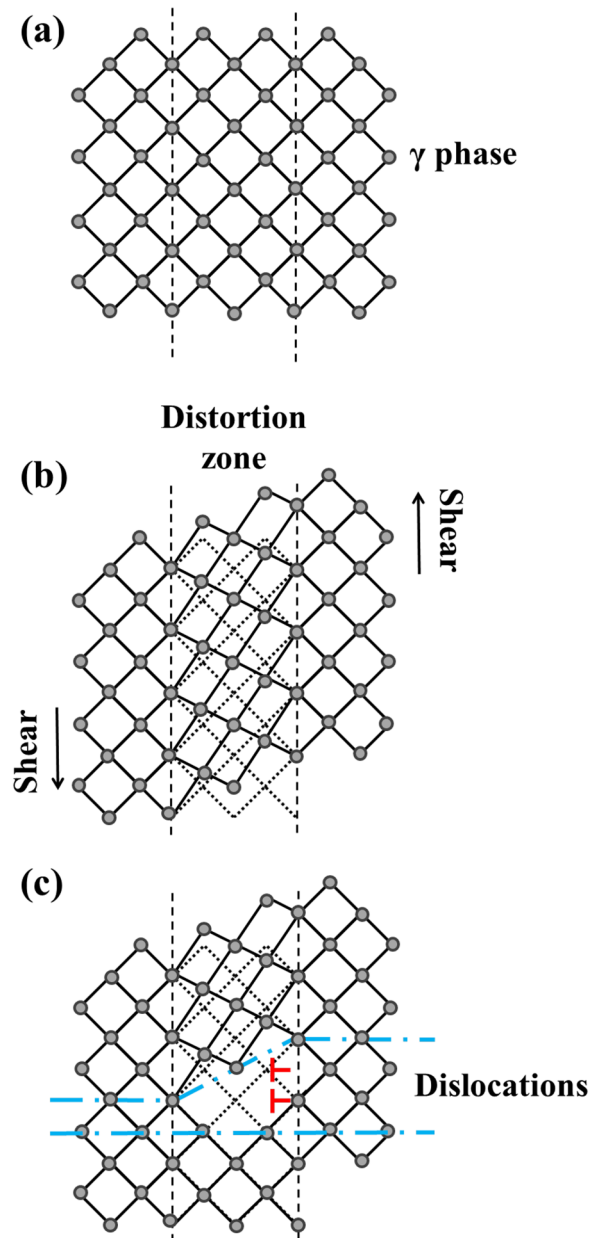 (a)
γ phase
Distortion
zone
(b)
Shear
Shear
(c)
Dislocations